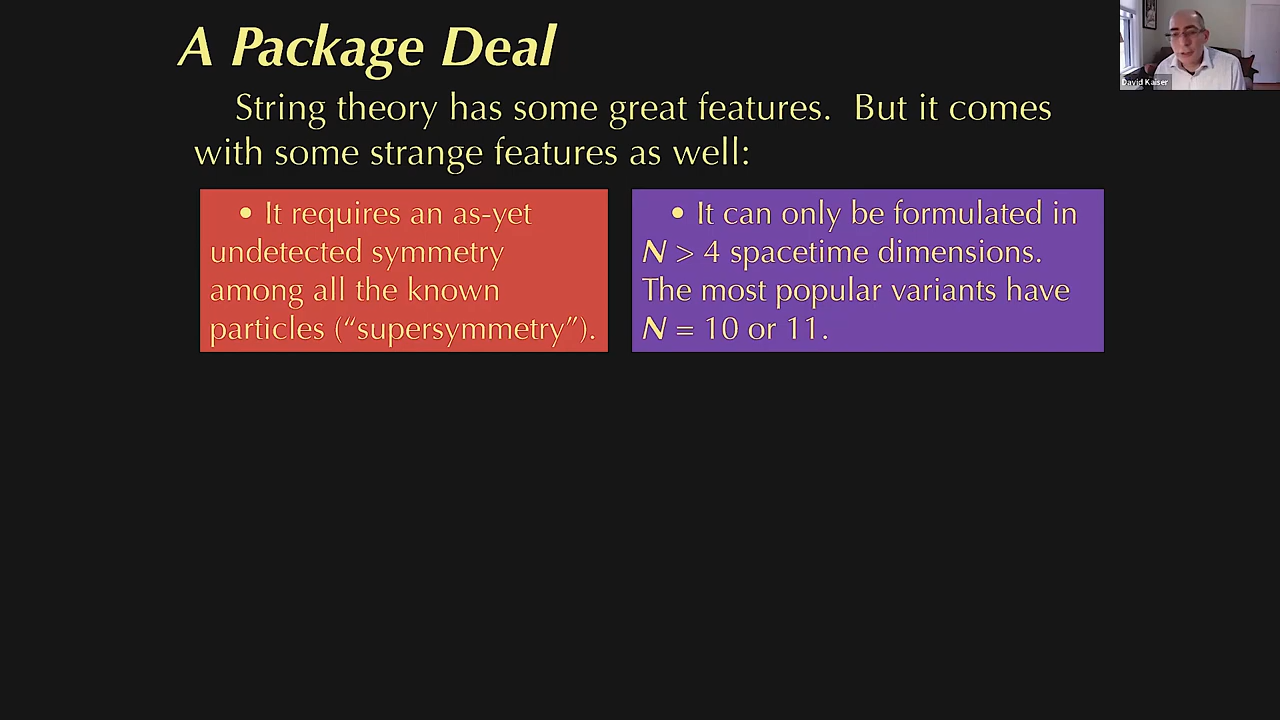 A Package Deal
String theory has some great features. But it comes
with some strange features as well:
• It requires an as-yet
undetected symmetry
among all the known
particles (“supersymmetry”).
• It can only be formulated in
N > 4 spacetime dimensions.
The most popular variants have
N = 10 or 11.
David Kaiser